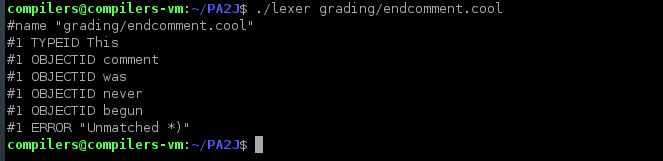 compilers@compilers-vm:~/PA2J$ ./lexer grading/endcomment.cool
#name "grading/endcomment.cool"
#1 TYPEID This
#1 OBJECTID comment
#1 OBJECTID was
#1 OBJECTID never
#1 OBJECTID begun
#1 ERROR "Unmatched *)"
compilers@compilers-vm:~/PA2J$